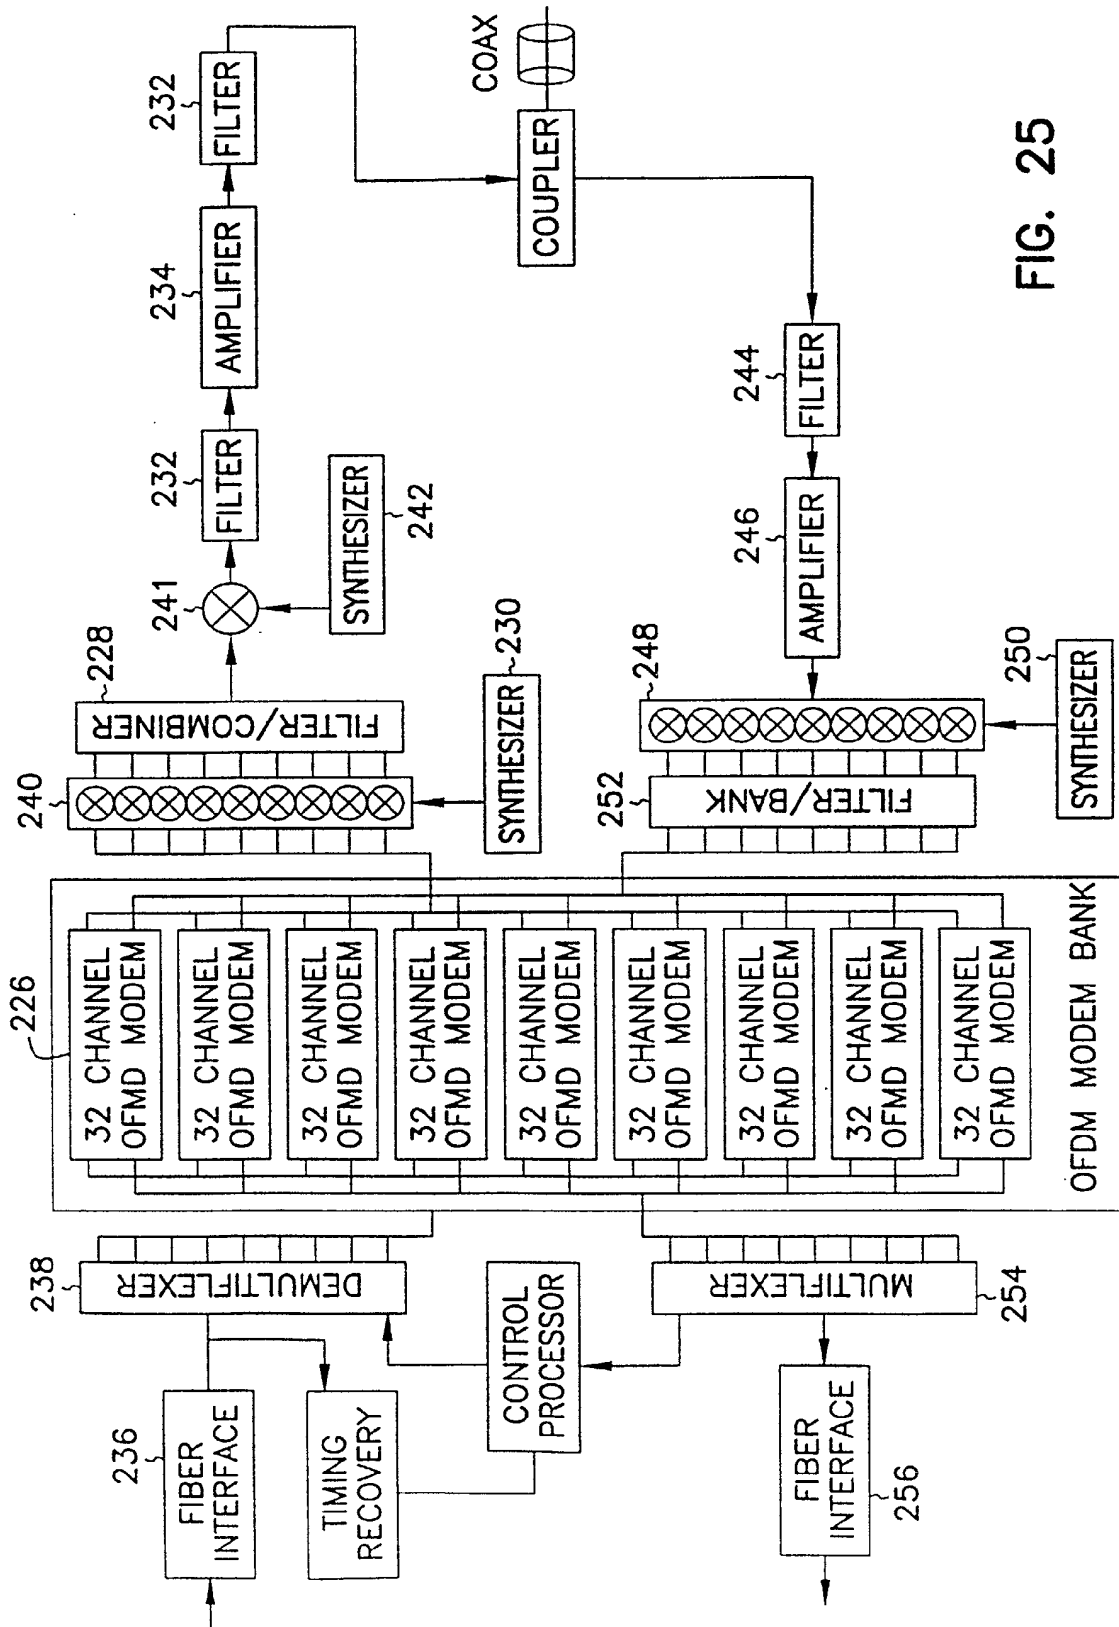 236
FIBER
INTERFACE
TIMING
RECOVERY
238
DEMULTIFLEXER
CONTROL
PROCESSOR
MULTIFLEXER
254
FIBER
INTERFACE
256
226
32 CHANNEL
OFMD MODEM
32 CHANNEL
OFMD MODEM
32 CHANNEL
OFMD MODEM
32 CHANNEL
OFMD MODEM
32 CHANNEL
OFMD MODEM
32 CHANNEL
OFMD MODEM
32 CHANNEL
OFMD MODEM
32 CHANNEL
OFMD MODEM
32 CHANNEL
OFMD MODEM
OFDM MODEM BANK
240
228
FILTER/COMBINER
SYNTHESIZER
230
241
SYNTHESIZER
242
232
FILTER
234
AMPLIFIER
232
FILTER
COUPLER
COAX
244
FILTER
246
AMPLIFIER
248
252
FILTER/BANK
250
SYNTHESIZER
FIG. 25